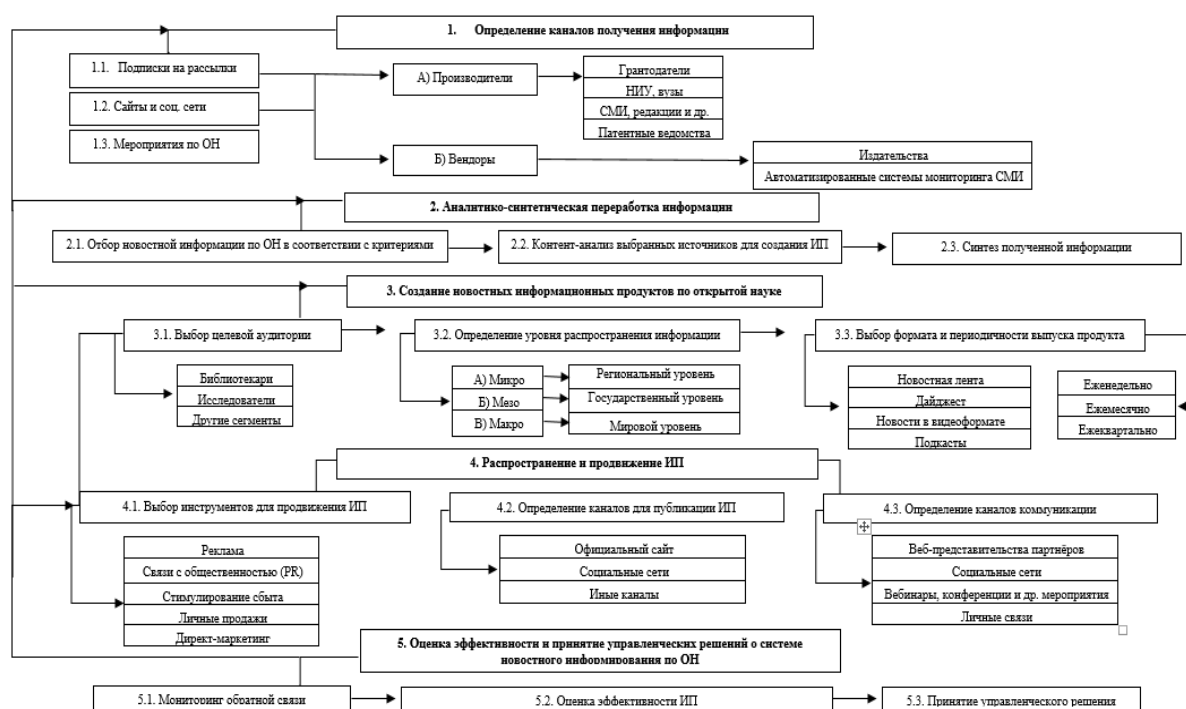 1. Определение каналов получения информации
1.1. Подписки на рассылки
А) Производители
Грантодатели
НИУ, вузы
СМИ, редакции и др.
Патентные ведомства
1.2. Сайты и соц. сети
1.3. Мероприятия по ОН
Б) Вендоры
Издательства
Автоматизированные системы мониторинга СМИ
2. Аналитико-синтетическая переработка информации
2.1. Отбор новостной информации по ОН в соответствии с критериями
2.2. Контент-анализ выбранных источников для создания ИП
2.3. Синтез полученной информации
3. Создание новостных информационных продуктов по открытой науке
3.1. Выбор целевой аудитории
3.2. Определение уровня распространения информации
3.3. Выбор формата и периодичности выпуска продукта
Библиотекари
Исследователи
Другие сегменты
А) Микро
Региональный уровень
Б) Мезо
Государственный уровень
В) Макро
Мировой уровень
Новостная лента
Дайджест
Новости в видеоформате
Подкасты
Еженедельно
Ежемесячно
Ежеквартально
4. Распространение и продвижение ИП
4.1. Выбор инструментов для продвижения ИП
4.2. Определение каналов для публикации ИП
4.3. Определение каналов коммуникации
Реклама
Связи с общественностью (PR)
Стимулирование сбыта
Личные продажи
Директ-маркетинг
Официальный сайт
Социальные сети
Иные каналы
Веб-представительства партнёров
Социальные сети
Вебинары, конференции и др. мероприятия
Личные связи
5. Оценка эффективности и принятие управленческих решений о системе
новостного информирования по ОН
5.1. Мониторинг обратной связи
5.2. Оценка эффективности ИП
5.3. Принятие управленческого решения